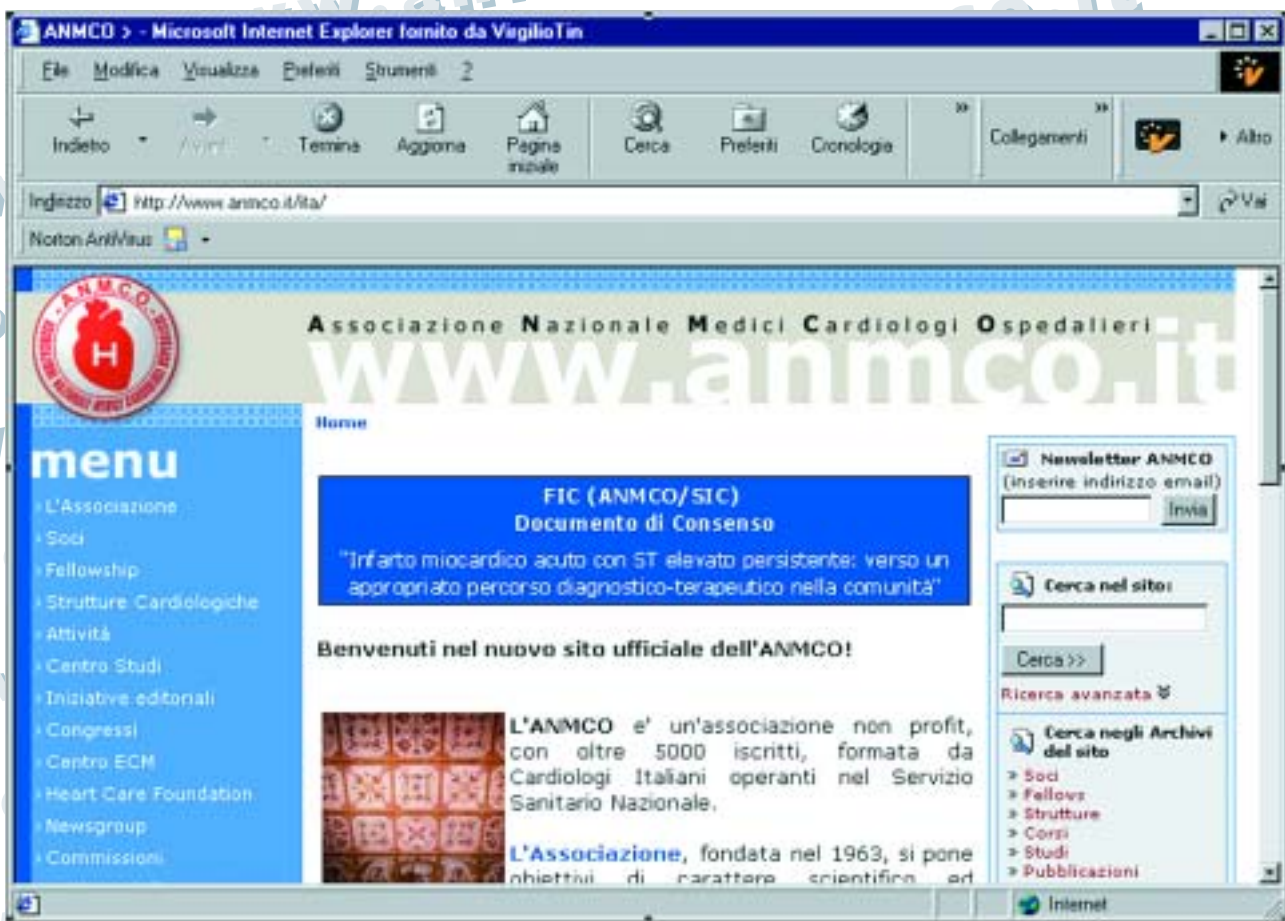 ANMCO > - Microsoft Internet Explorer fornito da VirgilioTin
File Modifica Visualizza Preferiti Strumenti ?
Indietro Avanti Termina Aggiorna Pagina iniziale Cerca Preferiti Cronologia » Collegamenti » Altro
Indirizzo http://www.anmco.it/ita/ Vai
Norton AntiVirus
A.N.M.C.O.
H
Associazione Nazionale Medici Cardiologi Ospedalieri
www.anmco.it
Home
menu
L'Associazione
Soci
Fellowship
Strutture Cardiologiche
Attività
Centro Studi
Iniziative editoriali
Congressi
Centro ECM
Heart Care Foundation
Newsgroup
Commissioni
FIC (ANMCO/SIC)
Documento di Consenso
"Infarto miocardico acuto con ST elevato persistente: verso un
appropriato percorso diagnostico-terapeutico nella comunità"
Benvenuti nel nuovo sito ufficiale dell'ANMCO!
L'ANMCO e' un'associazione non profit,
con oltre 5000 iscritti, formata da
Cardiologi Italiani operanti nel Servizio
Sanitario Nazionale.
L'Associazione, fondata nel 1963, si pone
obiettivi di carattere scientifico ed
Newsletter ANMCO
(inserire indirizzo email)
Invia
Cerca nel sito:
Cerca >>
Ricerca avanzata
Cerca negli Archivi
del sito
» Soci
» Fellows
» Strutture
» Corsi
» Studi
» Pubblicazioni
Internet